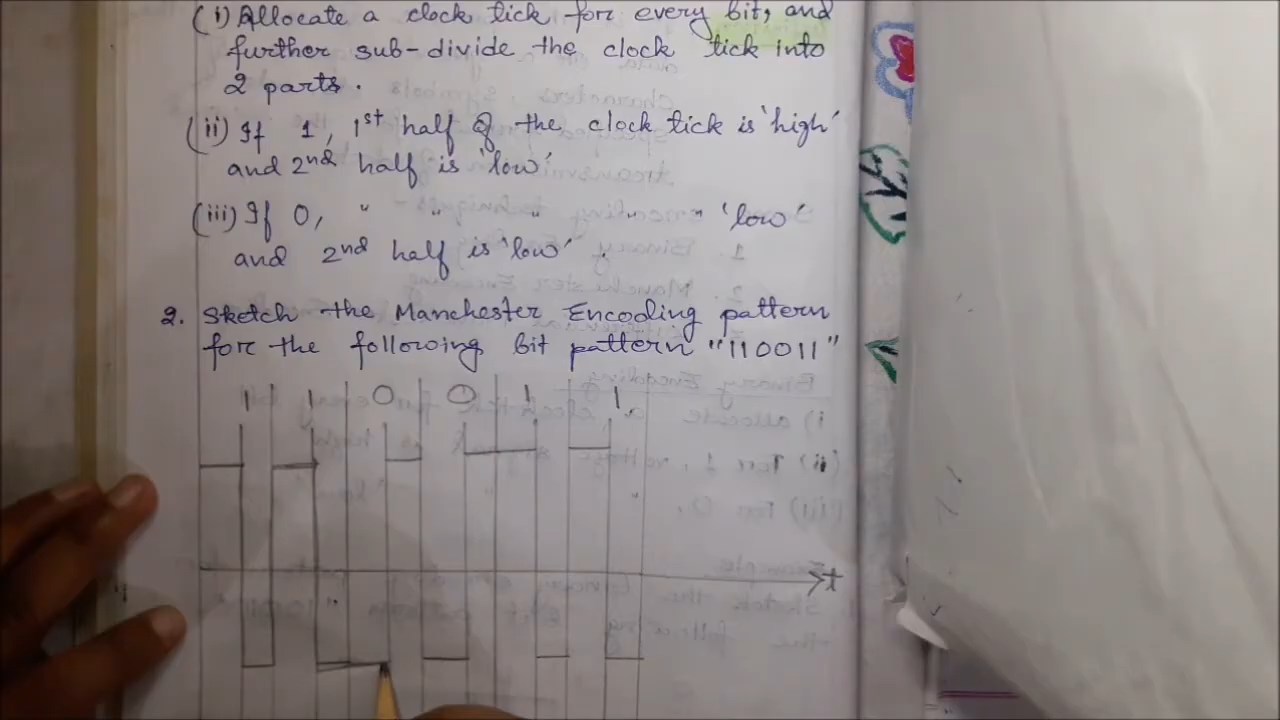 (i) Allocate a clock tick for every bit, and
further sub-divide the clock tick into
2 parts.
(ii) If 1, 1st half of the clock tick is 'high'
and 2nd half is 'low'
(iii) If 0, " " " " " 'low'
and 2nd half is 'low'
2. Sketch the Manchester Encoding pattern
for the following bit pattern "110011"
1 1 0 0 1 1
t